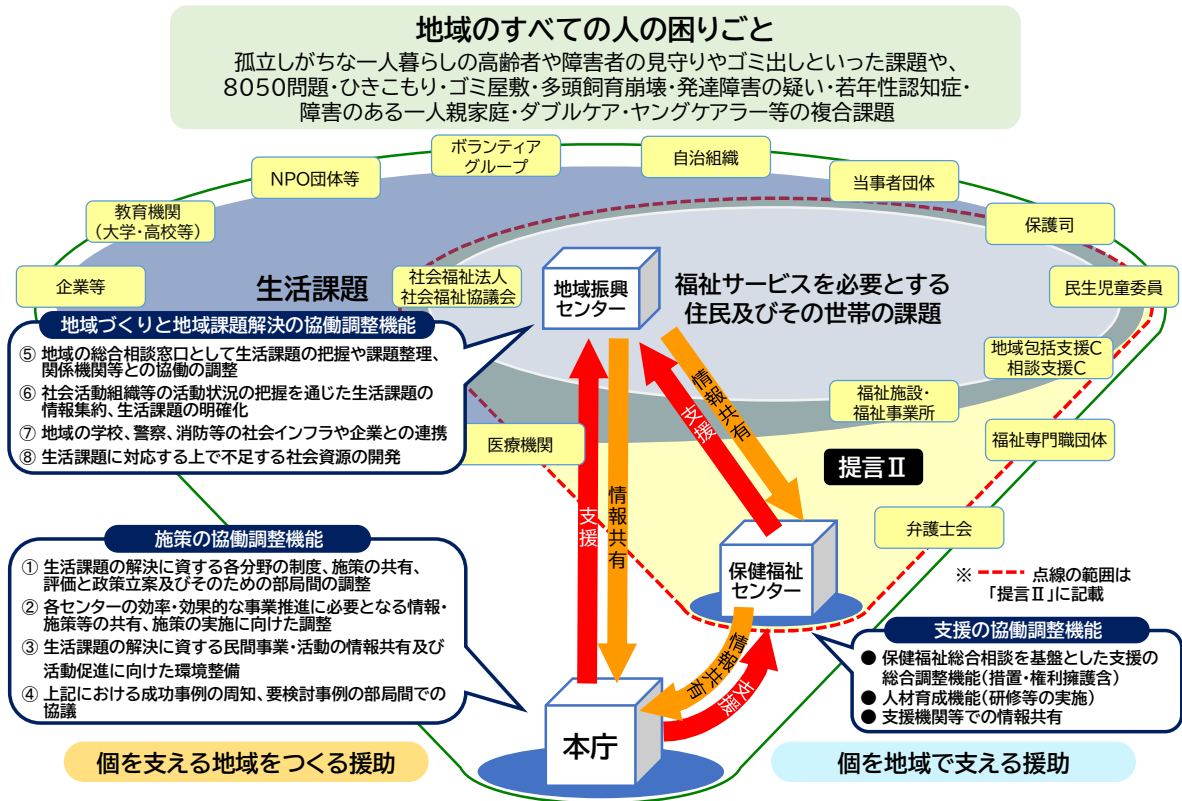 地域のすべての人の困りごと
孤立しがちな一人暮らしの高齢者や障害者の見守りやゴミ出しといった課題や、
8050問題・ひきこもり・ゴミ屋敷・多頭飼育崩壊・発達障害の疑い・若年性認知症・
障害のある一人親家庭・ダブルケア・ヤングケアラー等の複合課題
ボランティア
グループ
自治組織
NPO団体等
当事者団体
教育機関
（大学・高校等）
保護司
企業等
生活課題
社会福祉法人
社会福祉協議会
地域振興
センター
福祉サービスを必要とする
住民及びその世帯の課題
民生児童委員
地域づくりと地域課題解決の協働調整機能
⑤ 地域の総合相談窓口として生活課題の把握や課題整理、
関係機関等との協働の調整
⑥ 社会活動組織等の活動状況の把握を通じた生活課題の
情報集約、生活課題の明確化
⑦ 地域の学校、警察、消防等の社会インフラや企業との連携
⑧ 生活課題に対応する上で不足する社会資源の開発
地域包括支援C
相談支援C
福祉施設・
福祉事業所
医療機関
福祉専門職団体
情報共有
支援
提言Ⅱ
支援
情報共有
弁護士会
施策の協働調整機能
① 生活課題の解決に資する各分野の制度、施策の共有、
評価と政策立案及びそのための部局間の調整
② 各センターの効率・効果的な事業推進に必要となる情報・
施策等の共有、施策の実施に向けた調整
③ 生活課題の解決に資する民間事業・活動の情報共有及び
活動促進に向けた環境整備
④ 上記における成功事例の周知、要検討事例の部局間での
協議
保健福祉
センター
※ 点線の範囲は
「提言Ⅱ」に記載
支援の協働調整機能
● 保健福祉総合相談を基盤とした支援の
総合調整機能（措置・権利擁護含）
● 人材育成機能（研修等の実施）
● 支援機関等での情報共有
情報共有
支援
本庁
個を支える地域をつくる援助
個を地域で支える援助